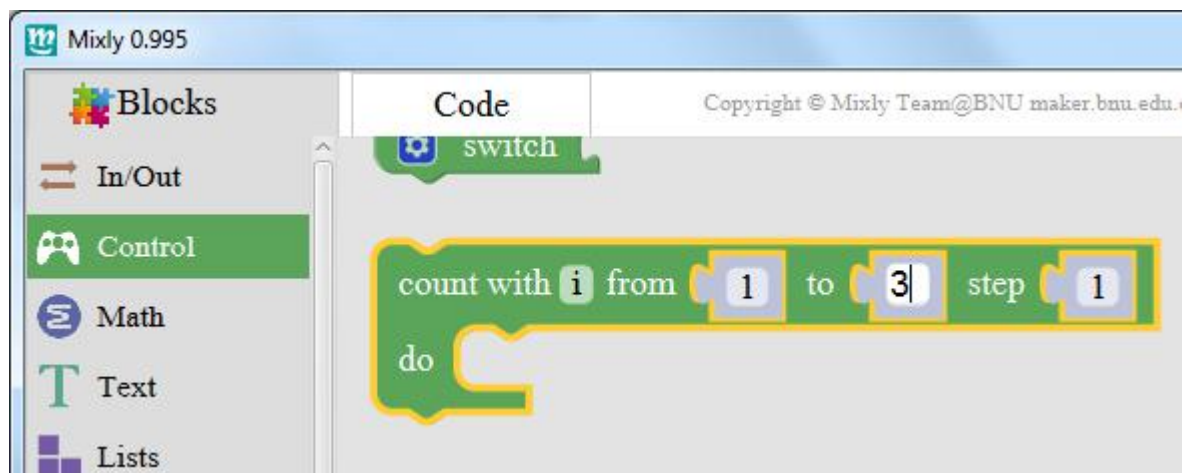 Mixly 0.995
Blocks
Code
Copyright © Mixly Team@BNU maker.bnu.edu.
In/Out
switch
Control
count with i from 1 to 3 step 1
Math
do
Text
Lists